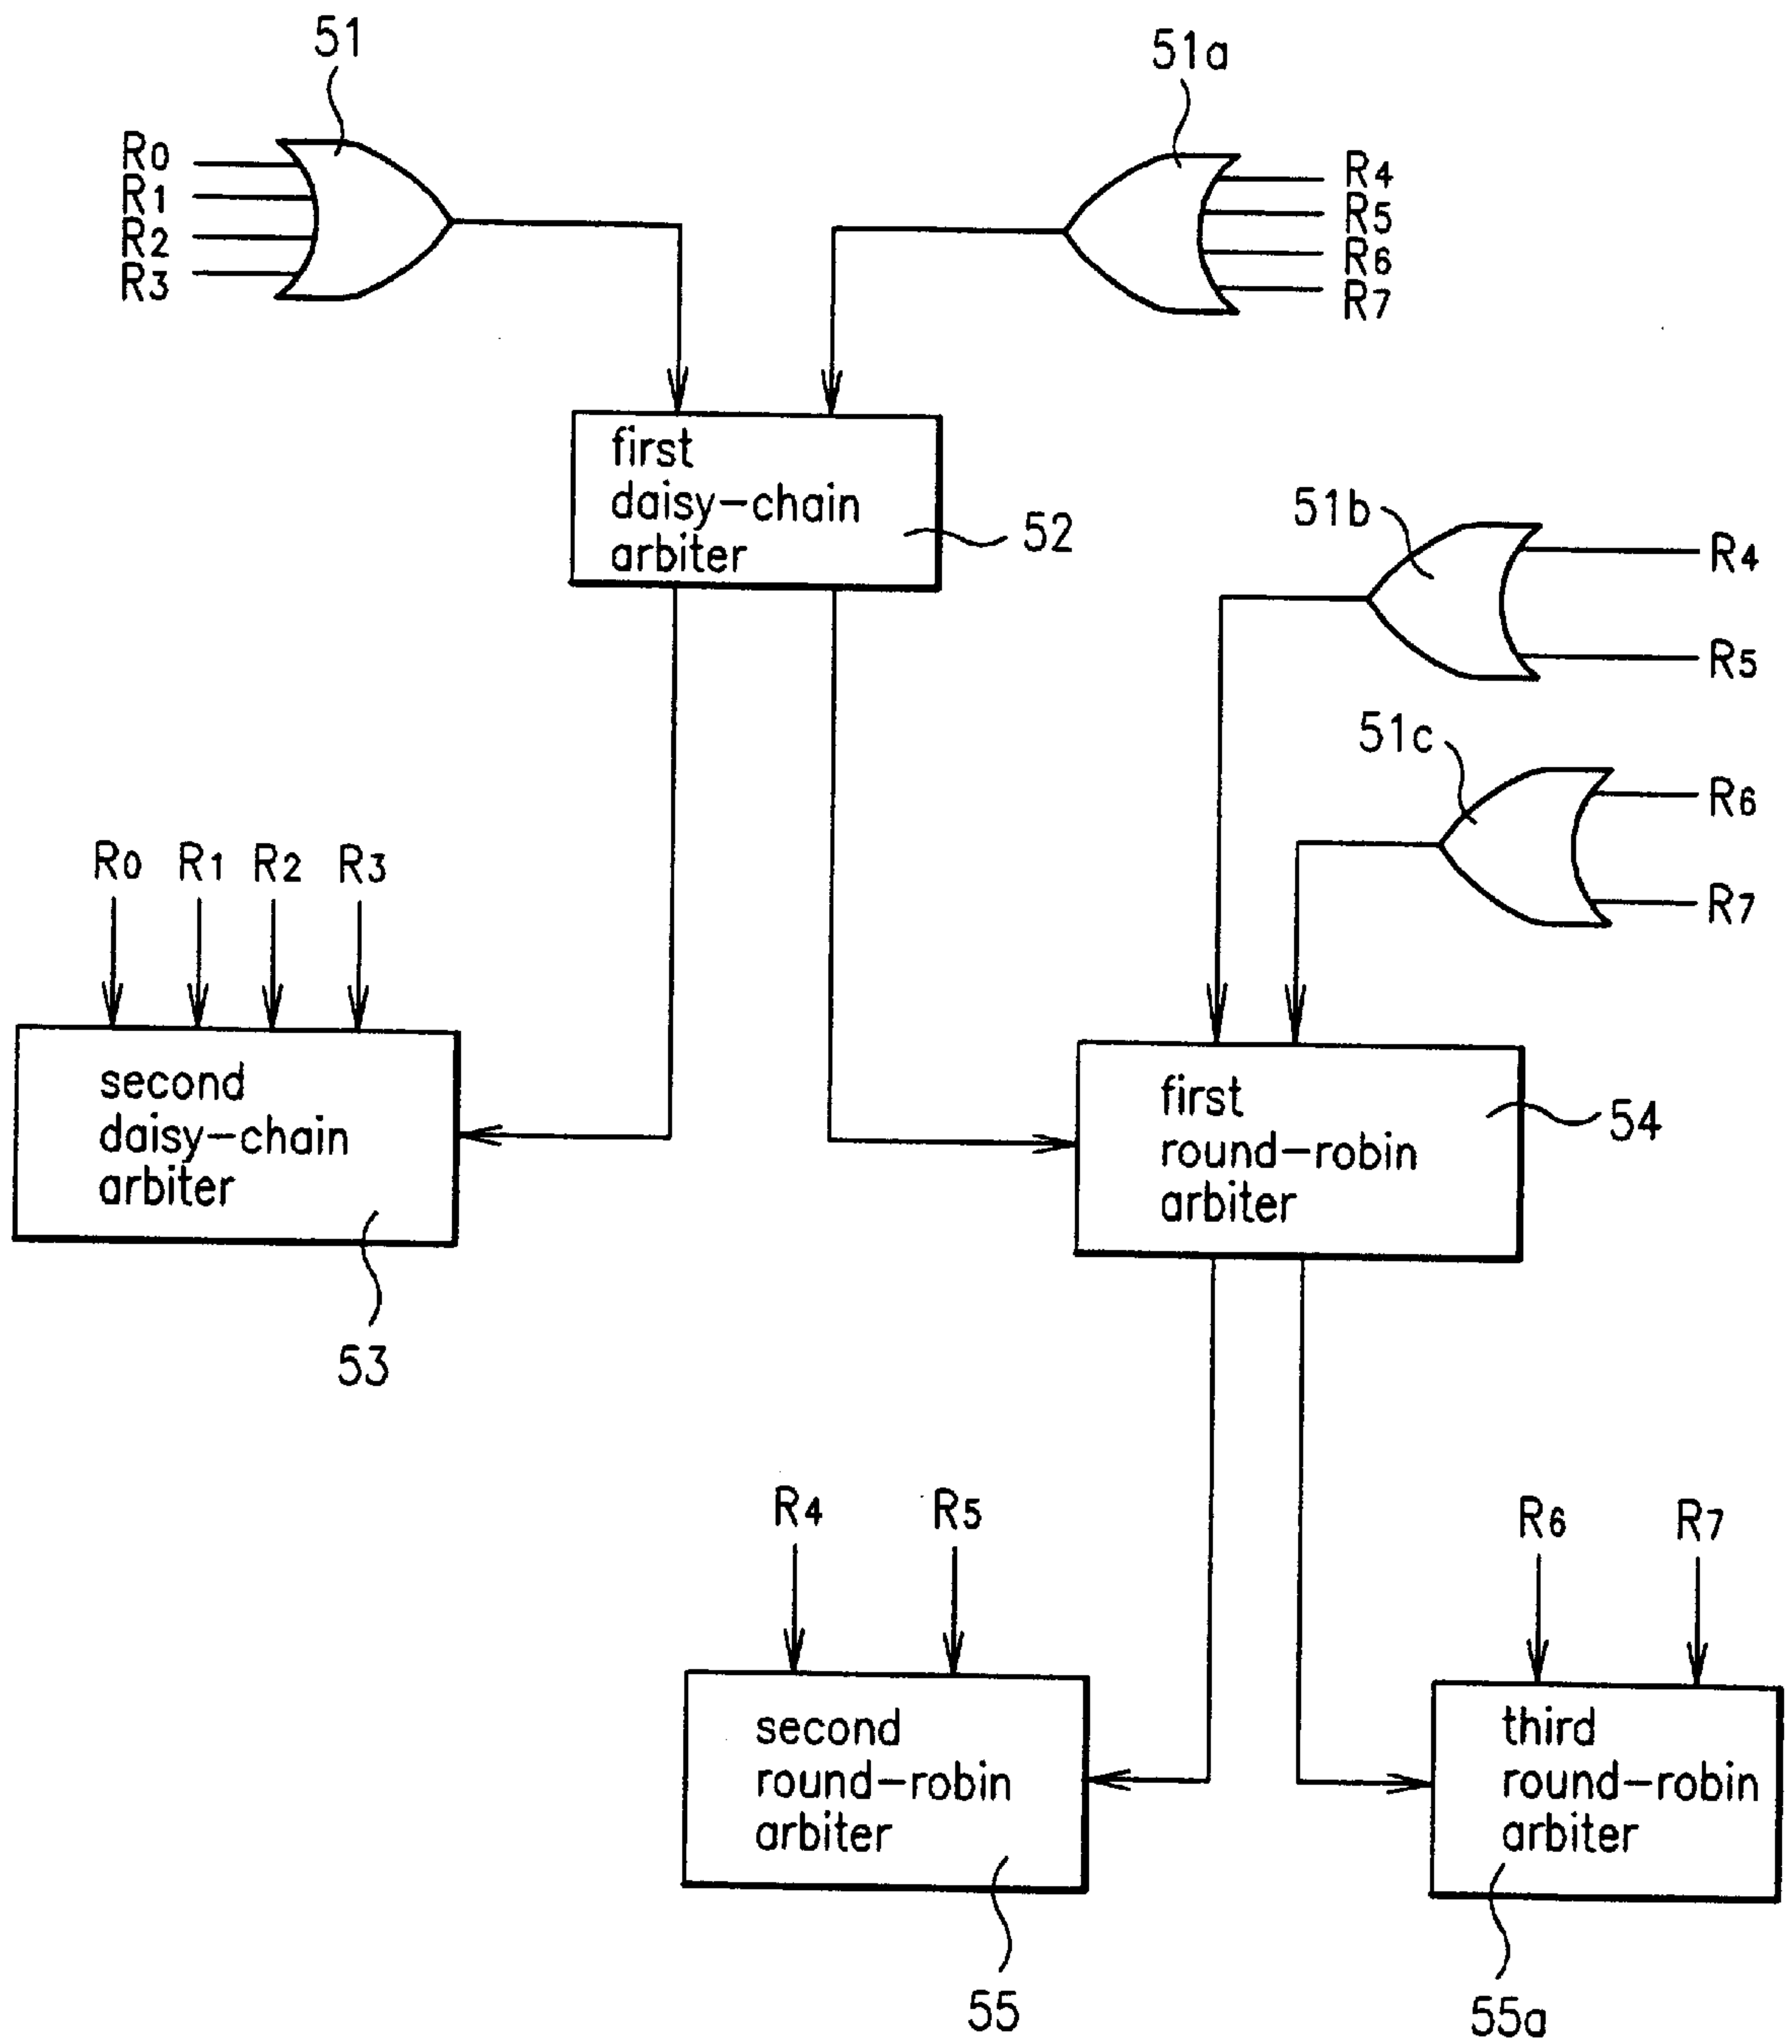 51
51a
R0
R1
R2
R3
R4
R5
R6
R7
first
daisy-chain
arbiter
52
51b
R4
R5
51c
R6
R7
R0 R1 R2 R3
second
daisy-chain
arbiter
53
first
round-robin
arbiter
54
R4 R5
R6 R7
second
round-robin
arbiter
55
third
round-robin
arbiter
55a